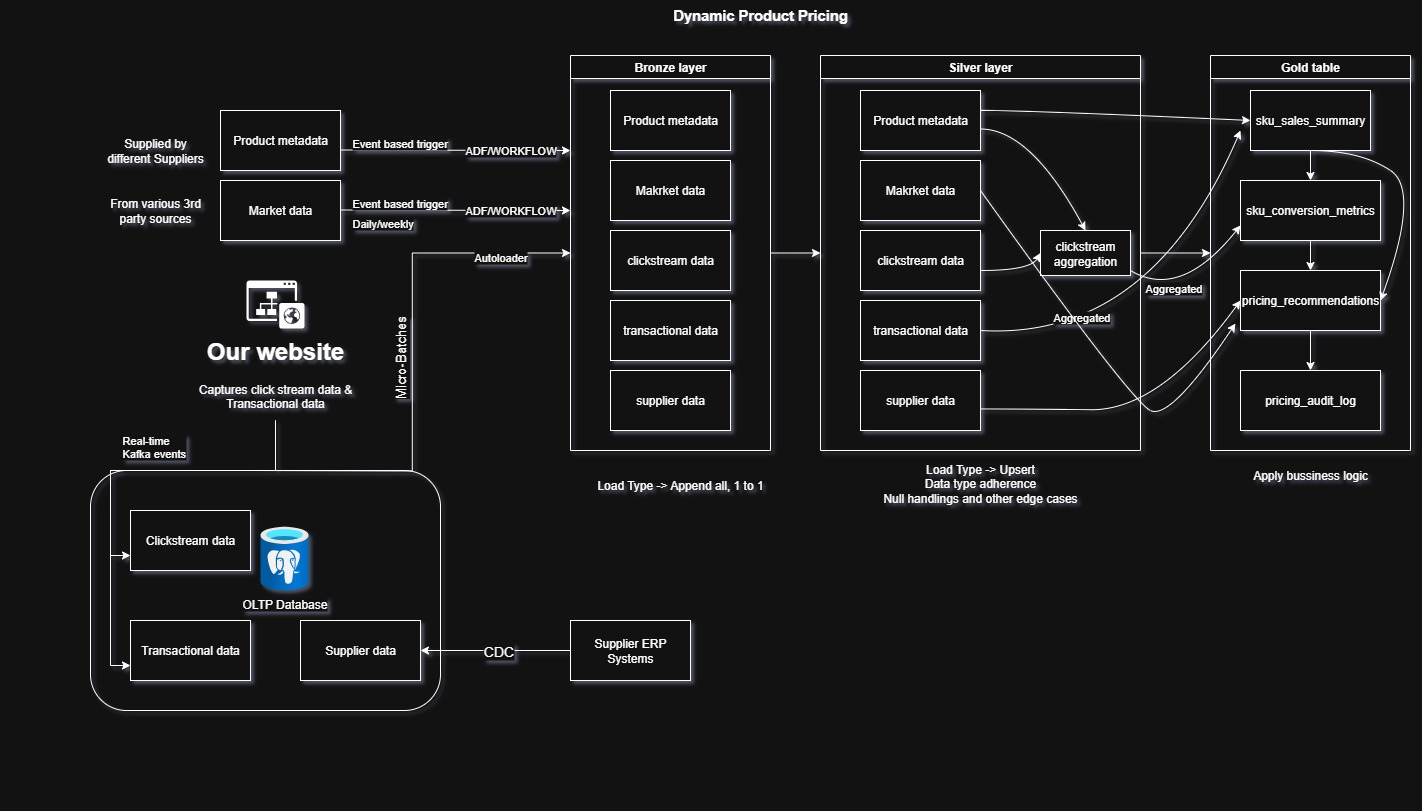 Dynamic Product Pricing
Supplied by
different Suppliers
Product metadata
Event based trigger
ADF/WORKFLOW
From various 3rd
party sources
Market data
Event based trigger
Daily/weekly
ADF/WORKFLOW
Autoloader
Micro-Batches
Our website
Captures click stream data &
Transactional data
Real-time
Kafka events
Clickstream data
OLTP Database
Transactional data
Supplier data
CDC
Supplier ERP
Systems
Bronze layer
Product metadata
Makrket data
clickstream data
transactional data
supplier data
Load Type -> Append all, 1 to 1
Silver layer
Product metadata
Makrket data
clickstream data
transactional data
supplier data
clickstream
aggregation
Aggregated
Aggregated
Load Type -> Upsert
Data type adherence
Null handlings and other edge cases
Gold table
sku_sales_summary
sku_conversion_metrics
pricing_recommendations
pricing_audit_log
Apply bussiness logic